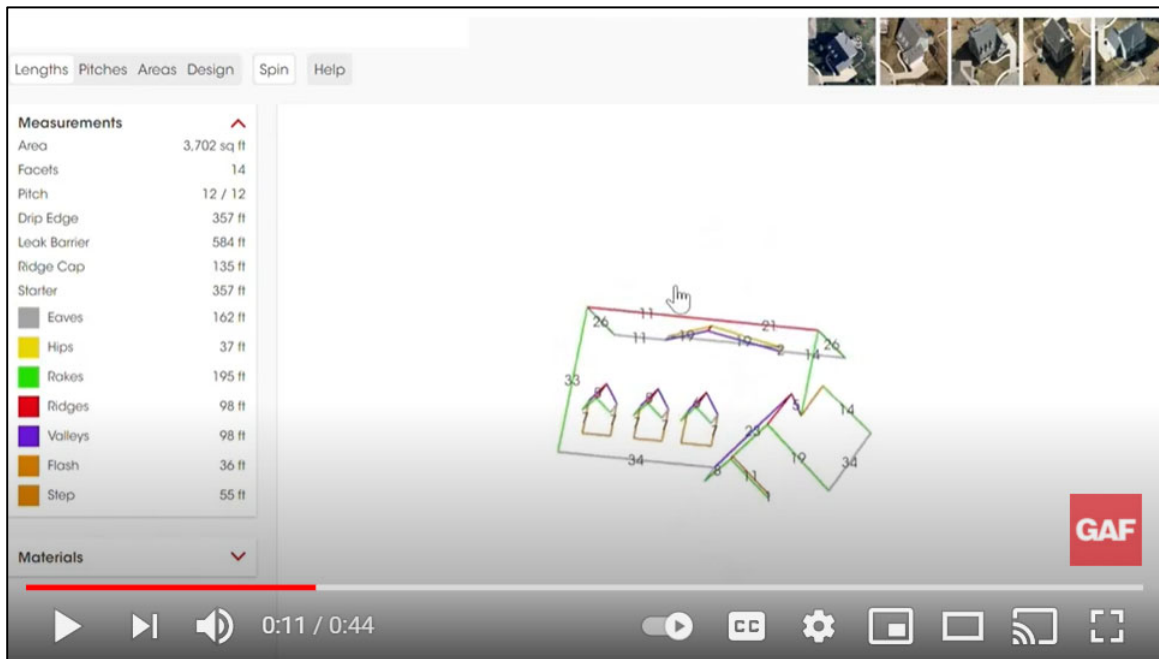 Lengths Pitches Areas Design Spin Help
Measurements
Area 3,702 sq ft
Facets 14
Pitch 12 / 12
Drip Edge 357 ft
Leak Barrier 584 ft
Ridge Cap 135 ft
Starter 357 ft
Eaves 162 ft
Hips 37 ft
Rakes 195 ft
Ridges 98 ft
Valleys 98 ft
Flash 36 ft
Step 55 ft
Materials
11
21
26
11
19
19
2
14
26
33
34
23
5
14
19
34
8
11
GAF
0:11 / 0:44
CC